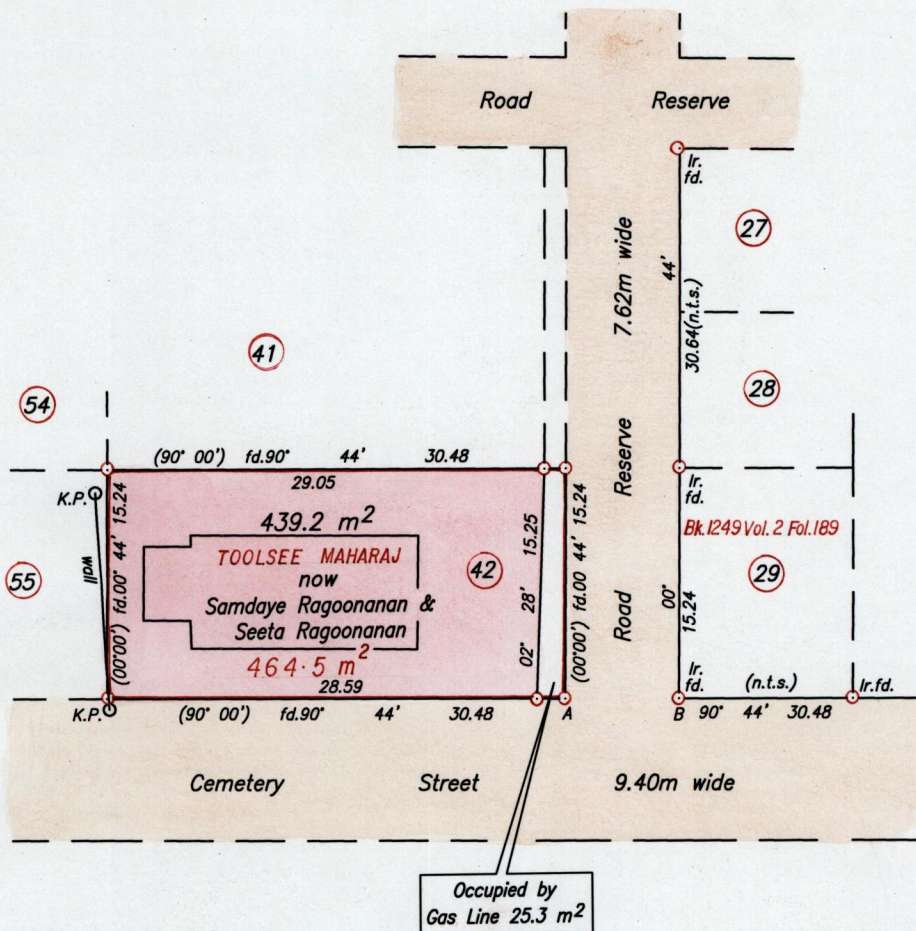 Road Reserve
Ir.
fd.
27
7.62m wide
44'
30.64(n.t.s.)
41
54
28
(90° 00') fd.90° 44' 30.48
29.05
K.P.
wall
(00°00') fd.00° 44' 15.24
439.2 m²
TOOLSEE MAHARAJ
now
Samdaye Ragoonanan &
Seeta Ragoonanan
464.5 m²
28.59
42
02° 28' 15.25
(00°00') fd.00 44' 15.24
Road Reserve
Ir.
fd.
Bk.1249 Vol.2 Fol.189
29
00°
15.24
55
Ir.
fd.
(n.t.s.)
Ir.fd.
K.P.
(90° 00') fd.90° 44' 30.48
A
B 90° 44' 30.48
Cemetery Street 9.40m wide
Occupied by
Gas Line 25.3 m²